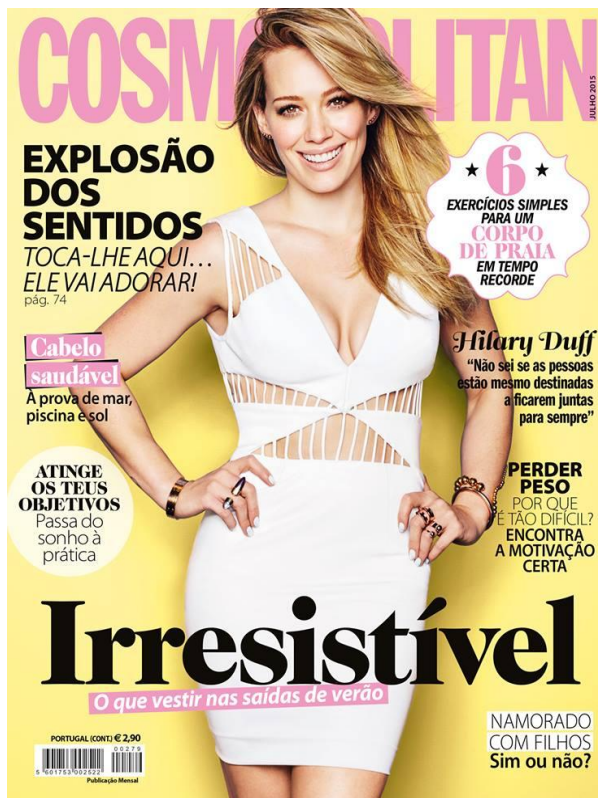 COSMOPOLITAN
JULHO 2015
EXPLOSÃO
DOS
SENTIDOS
TOCA-LHE AQUI...
ELE VAI ADORAR!
pág. 74
6
EXERCÍCIOS SIMPLES
PARA UM
CORPO
DE PRAIA
EM TEMPO
RECORDE
Cabelo
saudável
À prova de mar,
piscina e sol
Hilary Duff
“Não sei se as pessoas
estão mesmo destinadas
a ficarem juntas
para sempre”
ATINGE
OS TEUS
OBJETIVOS
Passa do
sonho à
prática
PERDER
PESO
POR QUE
É TÃO DIFÍCIL?
ENCONTRA
A MOTIVAÇÃO
CERTA
Irresistível
O que vestir nas saídas de verão
PORTUGAL (CONT.) € 2,90
00279
5 601753 002522
Publicação Mensal
NAMORADO
COM FILHOS
Sim ou não?